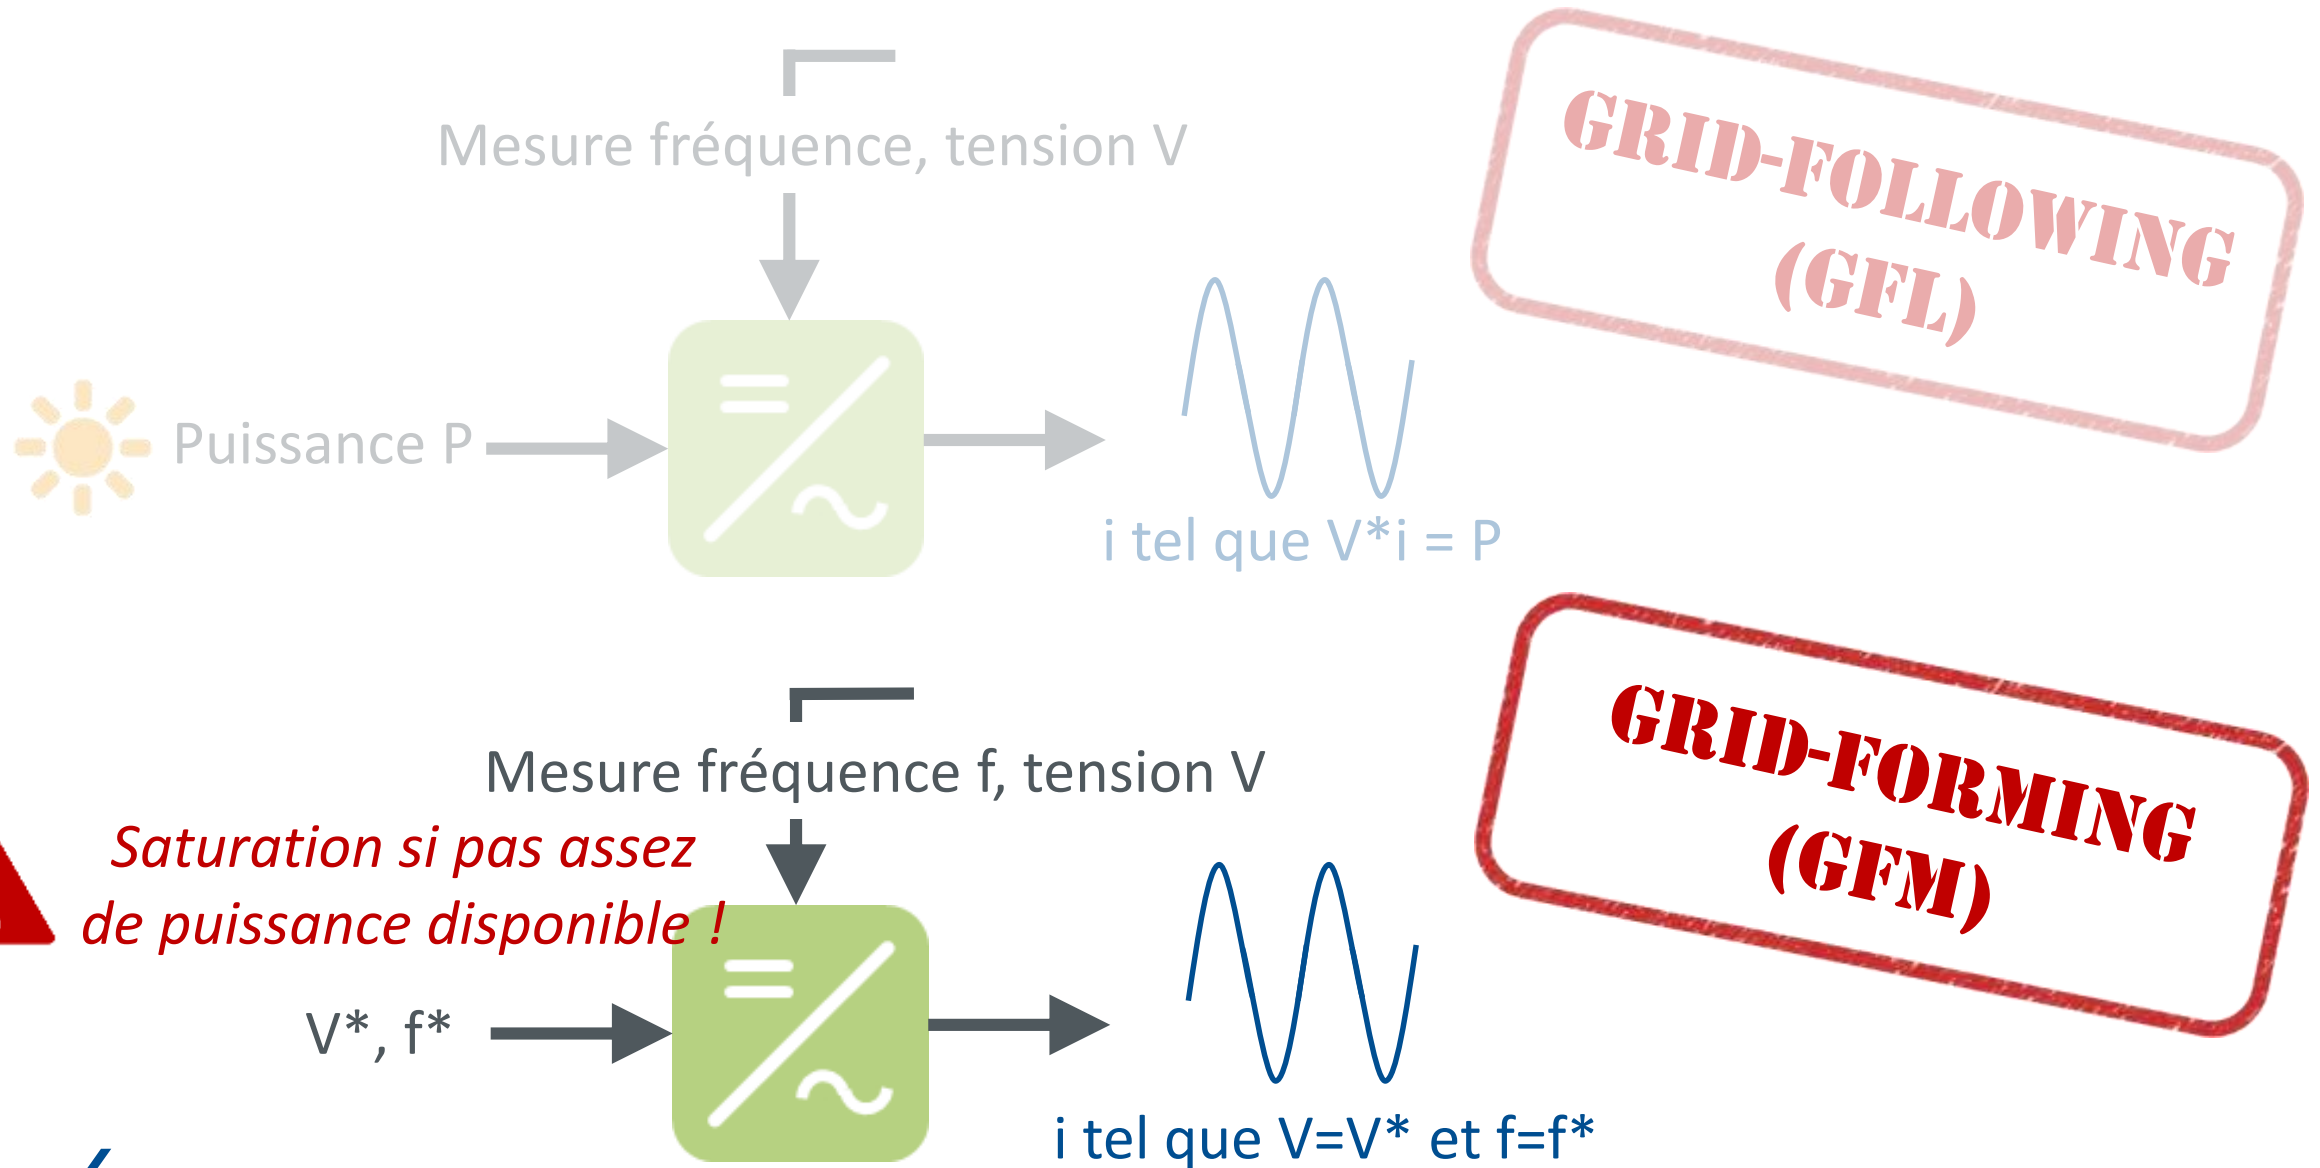 Mesure fréquence, tension V
GRID-FOLLOWING
(GFL)
Puissance P
i tel que V*i = P
Mesure fréquence f, tension V
GRID-FORMING
(GFM)
Saturation si pas assez
de puissance disponible !
V*, f*
i tel que V=V* et f=f*